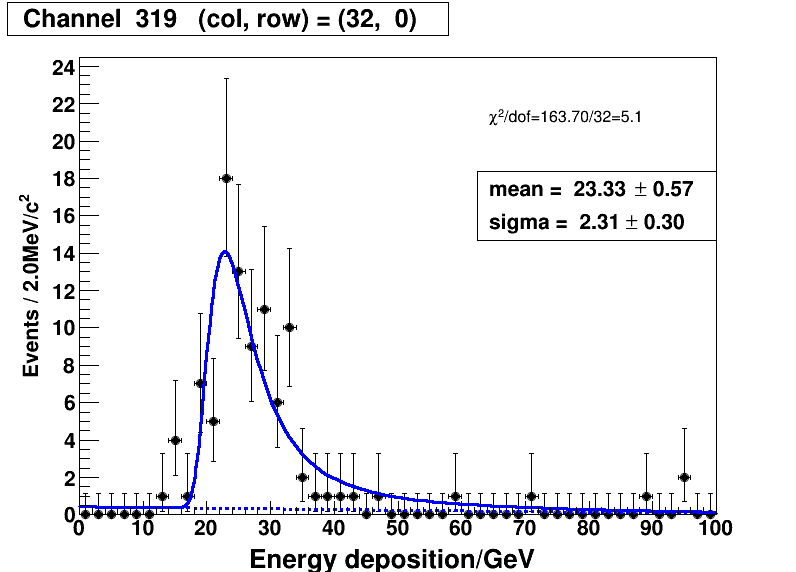 Channel 319 (col, row) = (32, 0)
χ²/dof=163.70/32=5.1
mean = 23.33 ± 0.57
sigma = 2.31 ± 0.30
Events / 2.0MeV/c²
24
22
20
18
16
14
12
10
8
6
4
2
0
0 10 20 30 40 50 60 70 80 90 100
Energy deposition/GeV